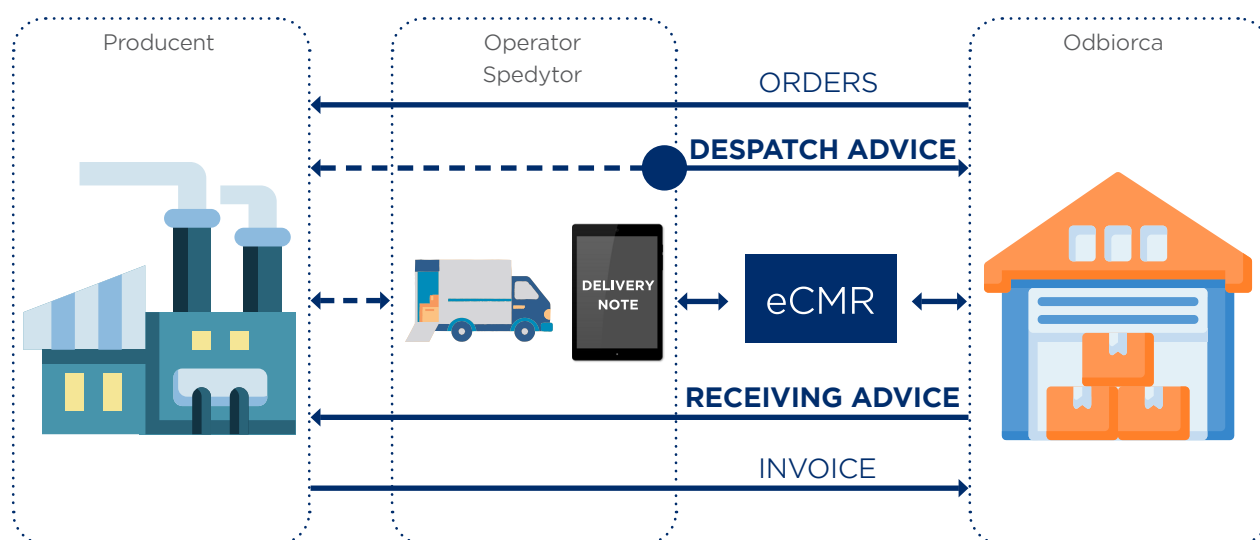 Producent
Operator
Spedytor
Odbiorca
ORDERS
DESPATCH ADVICE
DELIVERY
NOTE
eCMR
RECEIVING ADVICE
INVOICE